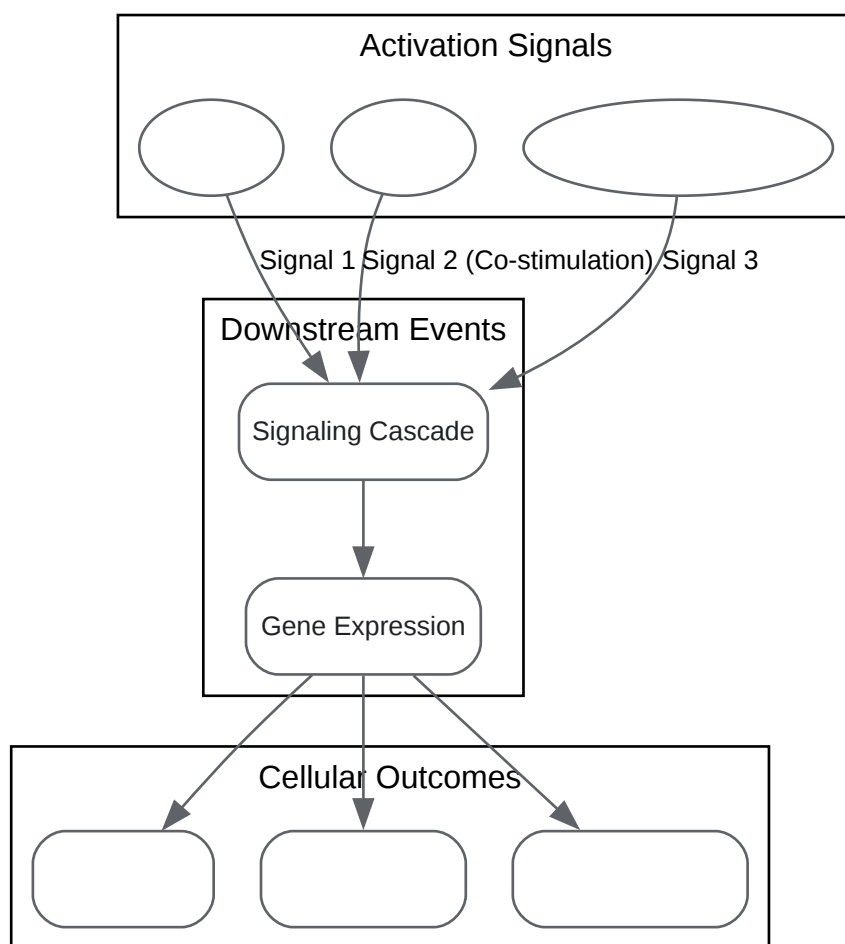 Activation Signals
Signal 1
Signal 2 (Co-stimulation)
Signal 3
Downstream Events
Signaling Cascade
Gene Expression
Cellular Outcomes